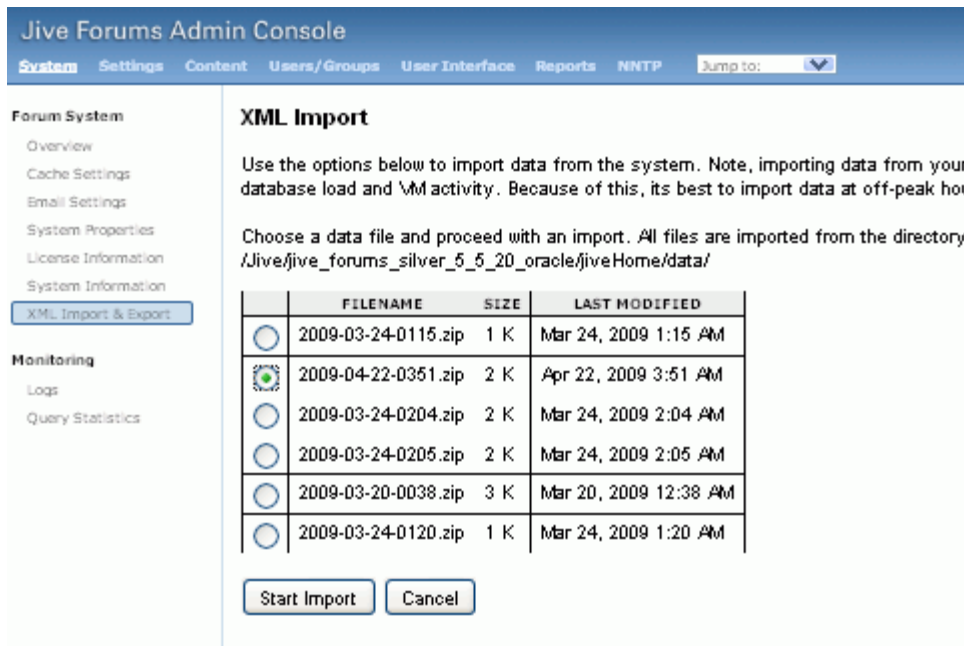 Jive Forums Admin Console
System Settings Content Users/Groups User Interface Reports NNTP Jump to:
Forum System
Overview
Cache Settings
Email Settings
System Properties
License Information
System Information
XML Import & Export
Monitoring
Logs
Query Statistics
XML Import
Use the options below to import data from the system. Note, importing data from your
database load and VM activity. Because of this, its best to import data at off-peak
Choose a data file and proceed with an import. All files are imported from the directory
/Jive/jive_forums_silver_5_5_20_oracle/jiveHome/data/
FILENAME SIZE LAST MODIFIED
2009-03-24-0115.zip 1 K Mar 24, 2009 1:15 AM
2009-04-22-0351.zip 2 K Apr 22, 2009 3:51 AM
2009-03-24-0204.zip 2 K Mar 24, 2009 2:04 AM
2009-03-24-0205.zip 2 K Mar 24, 2009 2:05 AM
2009-03-20-0038.zip 3 K Mar 20, 2009 12:38 AM
2009-03-24-0120.zip 1 K Mar 24, 2009 1:20 AM
Start Import Cancel